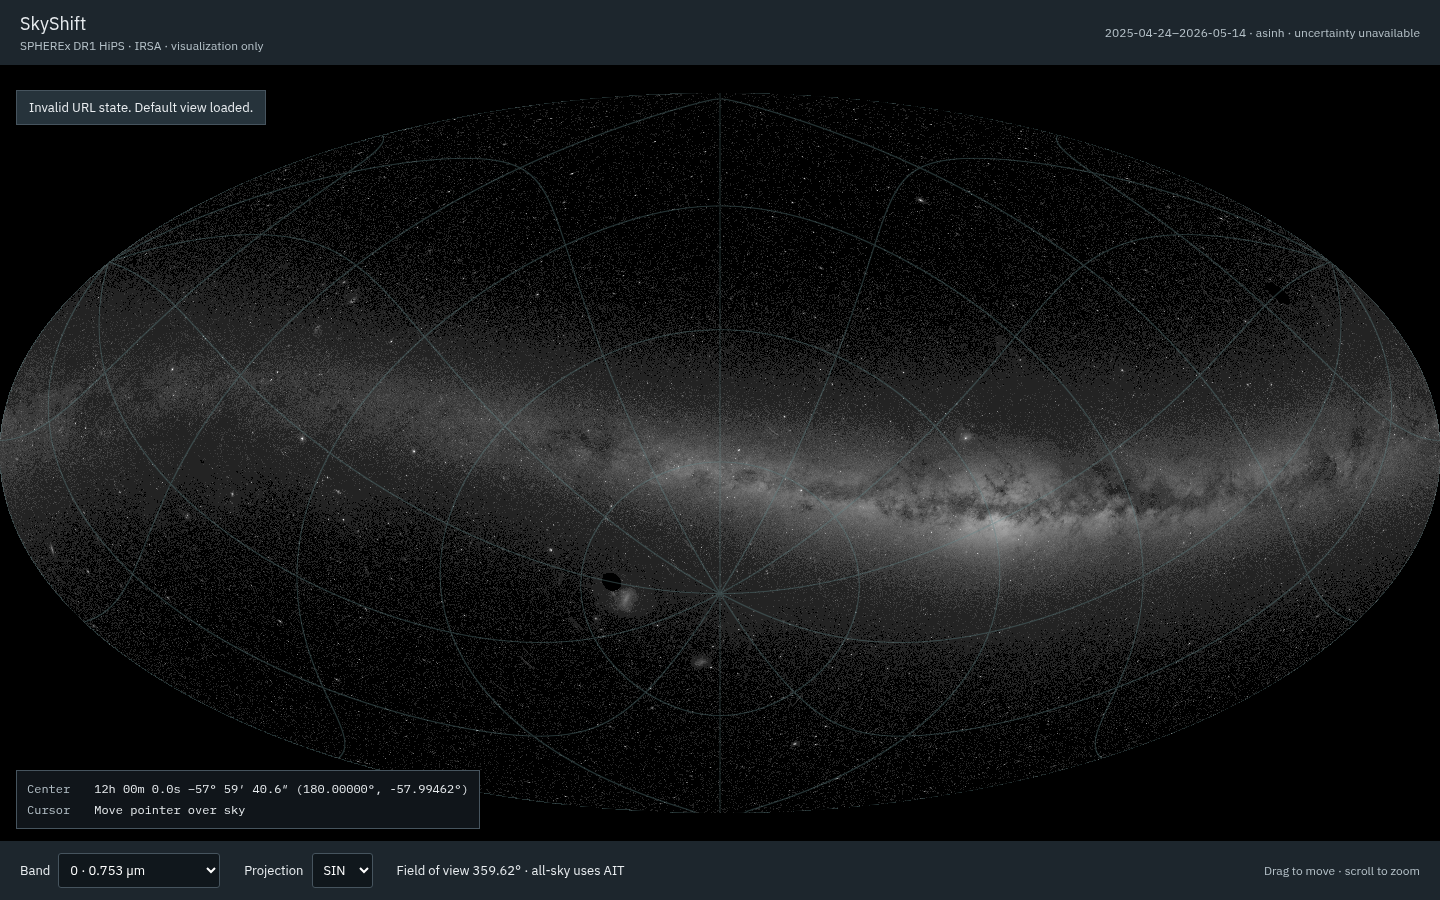 SkyShift
SPHEREx DR1 HiPS · IRSA · visualization only
2025-04-24–2026-05-14 · asinh · uncertainty unavailable
Invalid URL state. Default view loaded.
Center 12h 00m 0.0s −57° 59′ 40.6″ (180.00000°, -57.99462°)
Cursor Move pointer over sky
Band 0 · 0.753 µm Projection SIN Field of view 359.62° · all-sky uses AIT
Drag to move · scroll to zoom